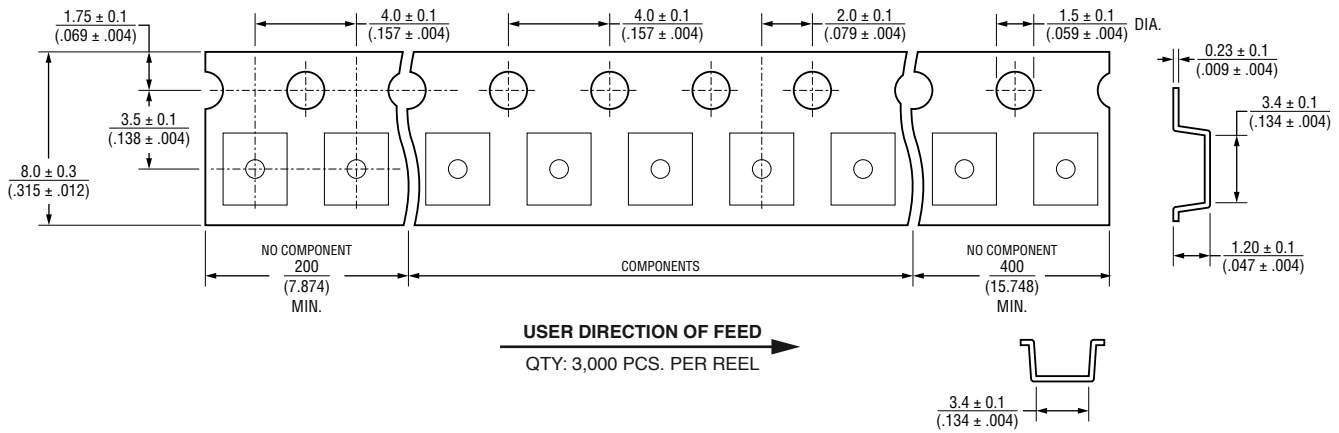 1.75 ± 0.1
(.069 ± .004)
4.0 ± 0.1
(.157 ± .004)
4.0 ± 0.1
(.157 ± .004)
2.0 ± 0.1
(.079 ± .004)
1.5 ± 0.1
(.059 ± .004)
DIA.
0.23 ± 0.1
(.009 ± .004)
3.5 ± 0.1
(.138 ± .004)
3.4 ± 0.1
(.134 ± .004)
8.0 ± 0.3
(.315 ± .012)
NO COMPONENT
200
(7.874)
MIN.
COMPONENTS
NO COMPONENT
400
(15.748)
MIN.
1.20 ± 0.1
(.047 ± .004)
USER DIRECTION OF FEED
QTY: 3,000 PCS. PER REEL
3.4 ± 0.1
(.134 ± .004)